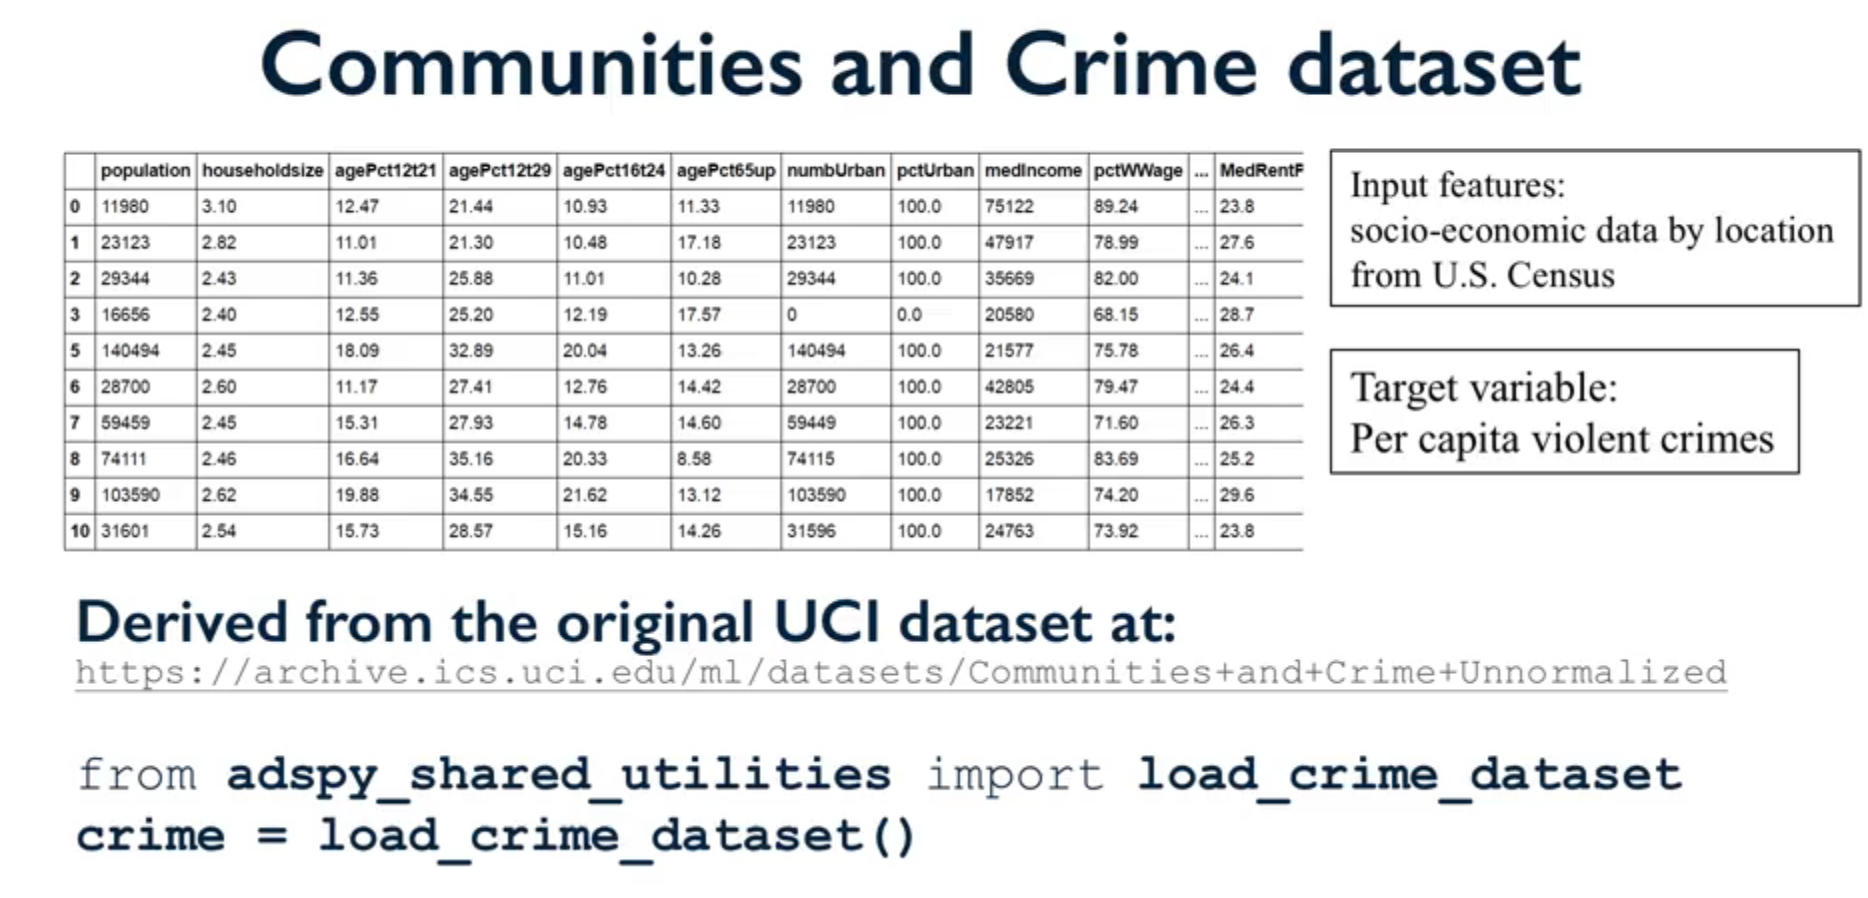 Communities and Crime dataset
population householdsize agePct12t21 agePct12t29 agePct16t24 agePct65up numbUrban pctUrban medIncome pctWWage ... MedRentP
0 11980 3.10 12.47 21.44 10.93 11.33 11980 100.0 75122 89.24 ... 23.8
1 23123 2.82 11.01 21.30 10.48 17.18 23123 100.0 47917 78.99 ... 27.6
2 29344 2.43 11.36 25.88 11.01 10.28 29344 100.0 35669 82.00 ... 24.1
3 16656 2.40 12.55 25.20 12.19 17.57 0 0.0 20580 68.15 ... 28.7
5 140494 2.45 18.09 32.89 20.04 13.26 140494 100.0 21577 75.78 ... 26.4
6 28700 2.60 11.17 27.41 12.76 14.42 28700 100.0 42805 79.47 ... 24.4
7 59459 2.45 15.31 27.93 14.78 14.60 59449 100.0 23221 71.60 ... 26.3
8 74111 2.46 16.64 35.16 20.33 8.58 74115 100.0 25326 83.69 ... 25.2
9 103590 2.62 19.88 34.55 21.62 13.12 103590 100.0 17852 74.20 ... 29.6
10 31601 2.54 15.73 28.57 15.16 14.26 31596 100.0 24763 73.92 ... 23.8
Input features:
socio-economic data by location
from U.S. Census
Target variable:
Per capita violent crimes
Derived from the original UCI dataset at:
https://archive.ics.uci.edu/ml/datasets/Communities+and+Crime+Unnormalized
from adspy_shared_utilities import load_crime_dataset
crime = load_crime_dataset()